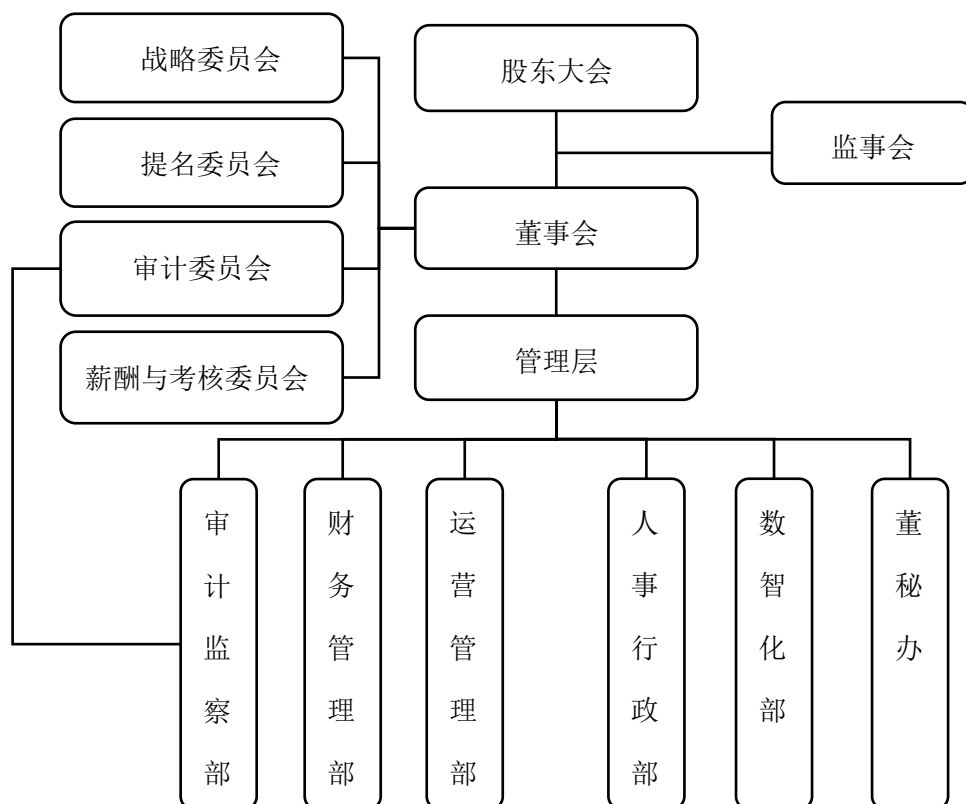 战略委员会
股东大会
监事会
提名委员会
董事会
审计委员会
管理层
薪酬与考核委员会
审计监察部
财务管理部
运营管理部
人事行政部
数智化部
董秘办